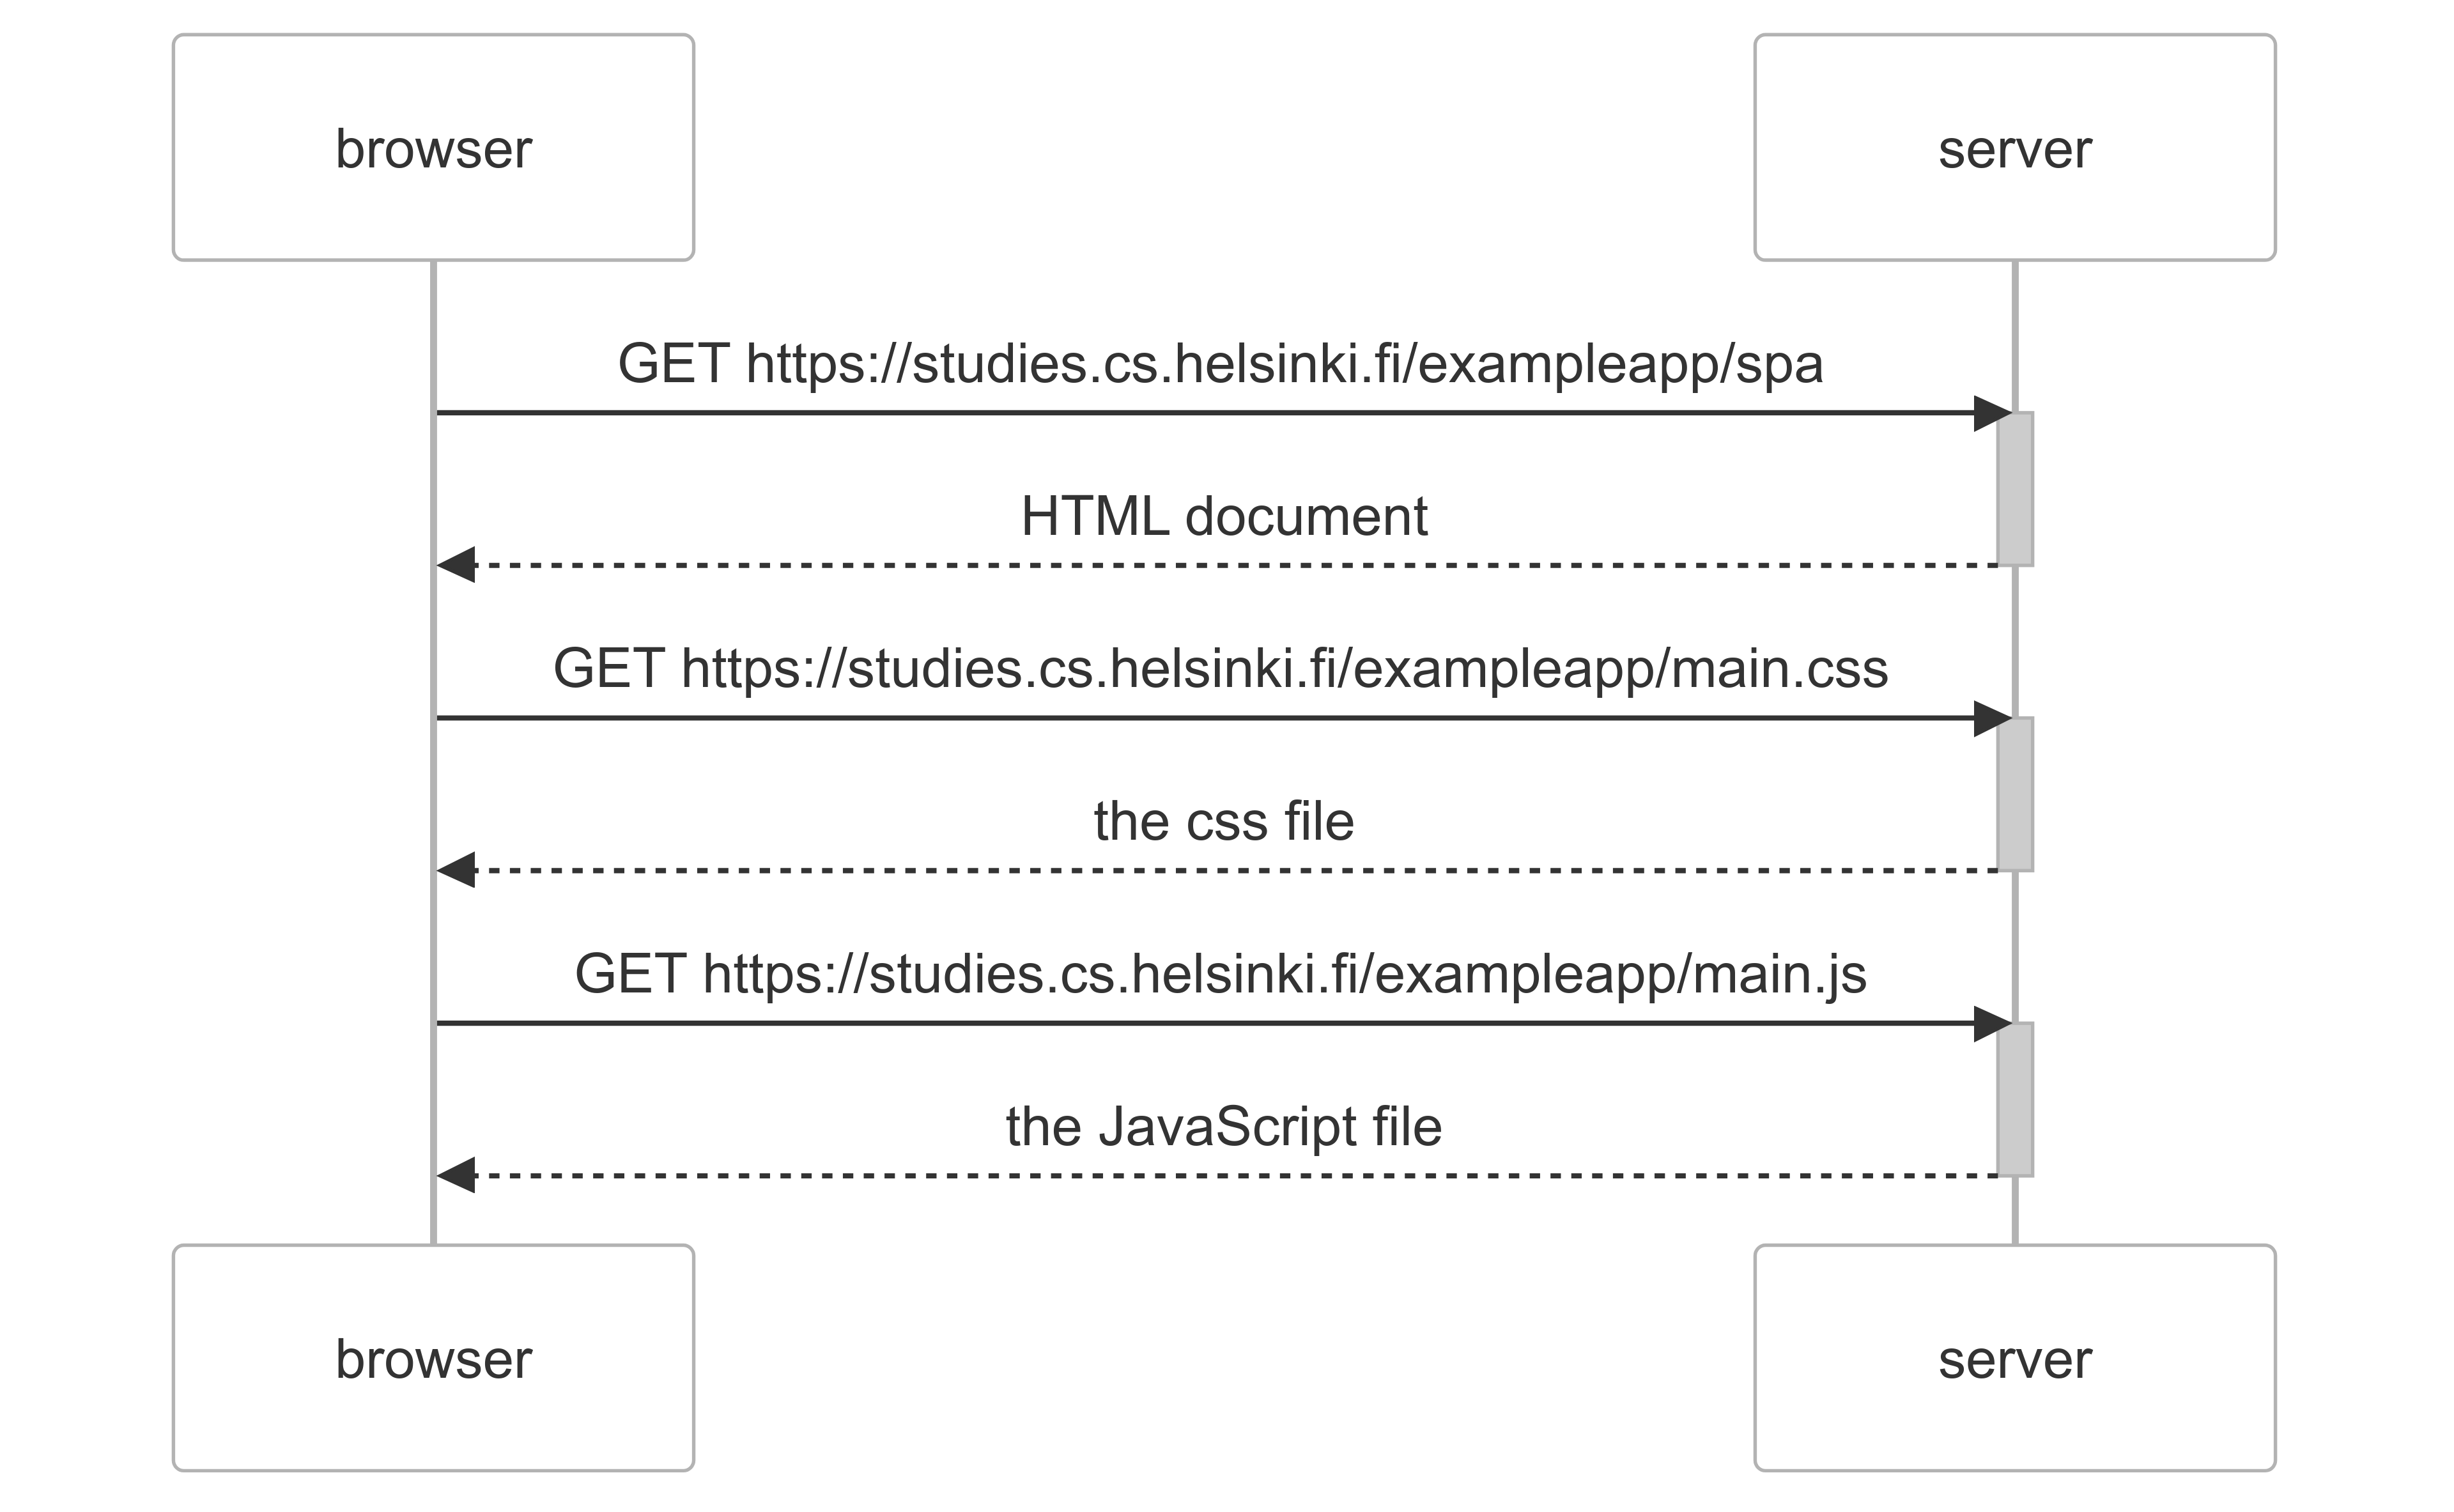 browser
server
GET https://studies.cs.helsinki.fi/exampleapp/spa
HTML document
GET https://studies.cs.helsinki.fi/exampleapp/main.css
the css file
GET https://studies.cs.helsinki.fi/exampleapp/main.js
the JavaScript file
browser
server